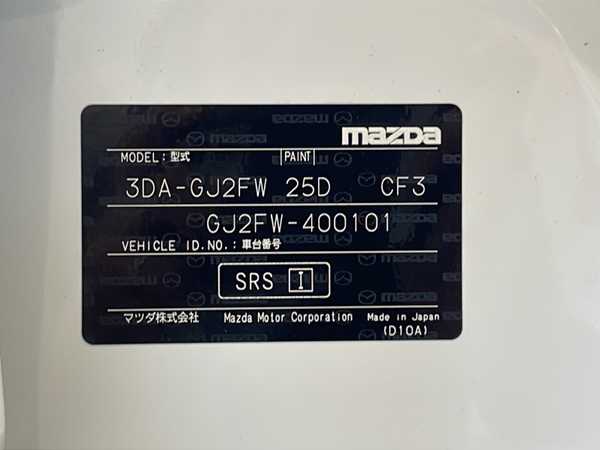 mazda
MODEL:型式 PAINT
3DA-GJ2FW 25D CF3
GJ2FW-400101
VEHICLE ID.NO.:車台番号
SRS I
マツダ株式会社 Mazda Motor Corporation Made in Japan
(D10A)